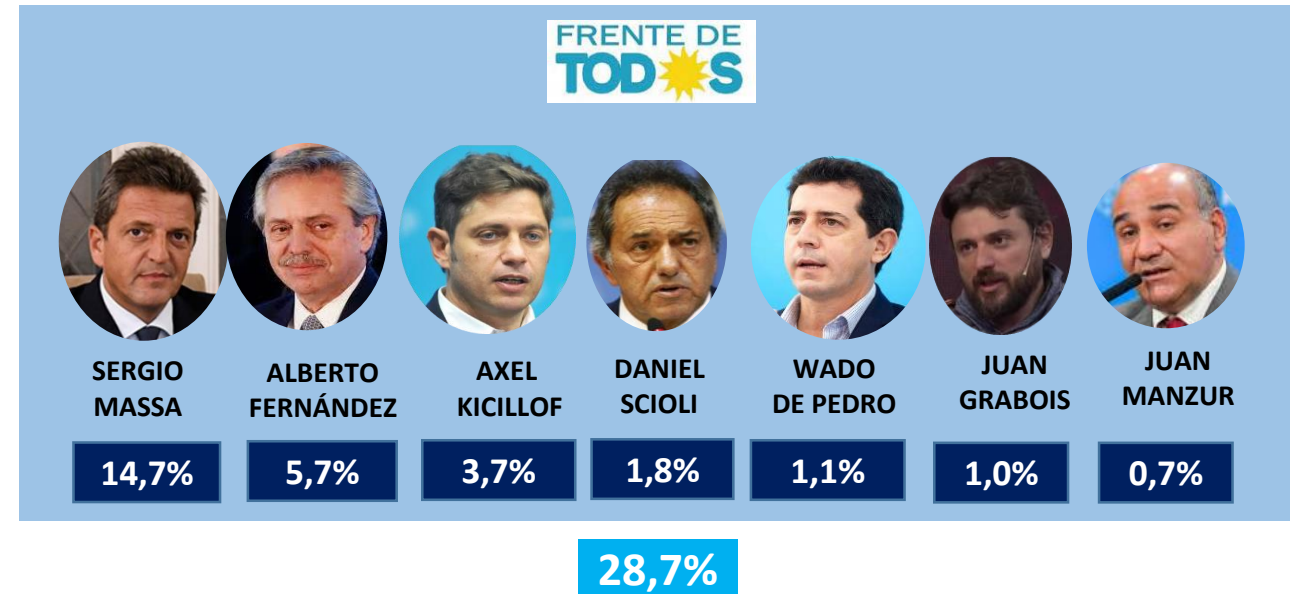 FRENTE DE
TODOS
SERGIO
MASSA
14,7%
ALBERTO
FERNÁNDEZ
5,7%
AXEL
KICILLOF
3,7%
DANIEL
SCIOLI
1,8%
WADO
DE PEDRO
1,1%
JUAN
GRABOIS
1,0%
JUAN
MANZUR
0,7%
28,7%